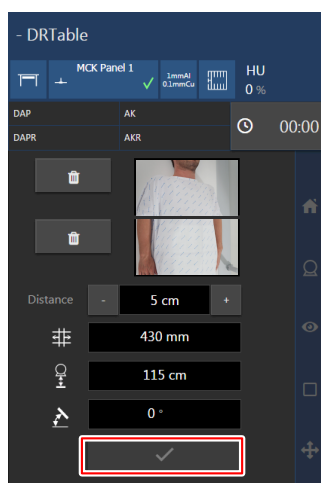 - DRTable
MCK Panel 1
1mmAl
0.1mmCu
HU
0 %
DAP
AK
00:00
DAPR
AKR
Distance - 5 cm +
430 mm
115 cm
0 °